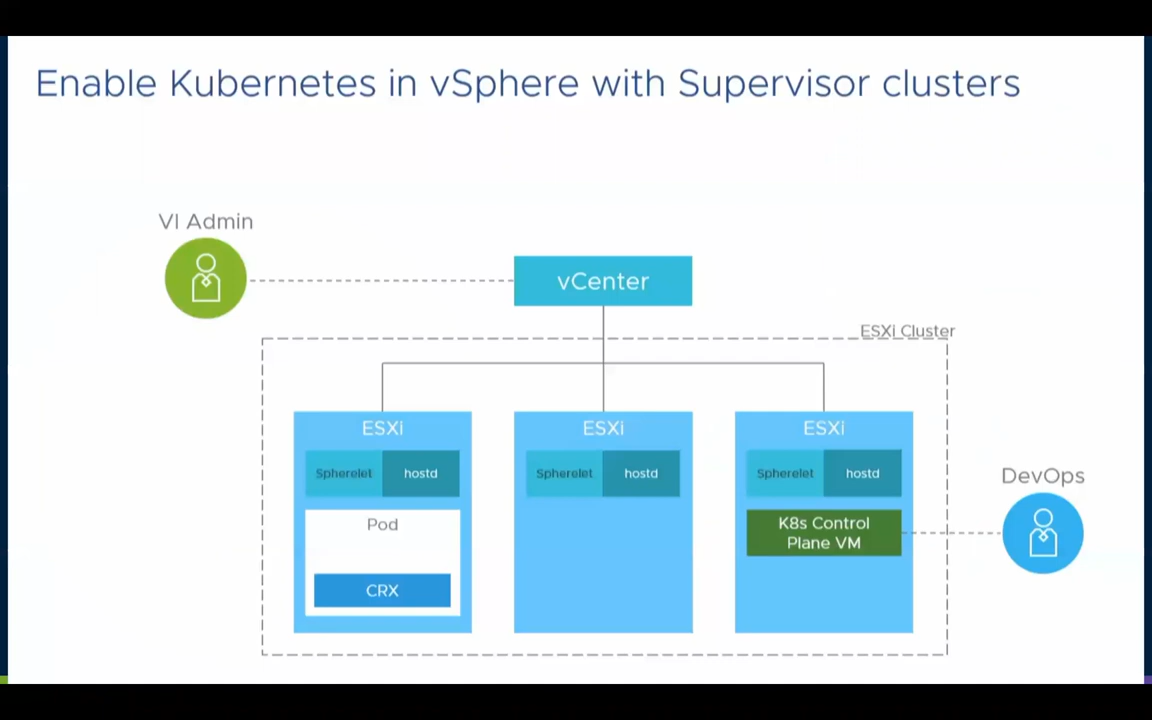 Enable Kubernetes in vSphere with Supervisor clusters
VI Admin
vCenter
ESXi Cluster
ESXi
Spherelet
hostd
Pod
CRX
ESXi
Spherelet
hostd
ESXi
Spherelet
hostd
K8s Control
Plane VM
DevOps